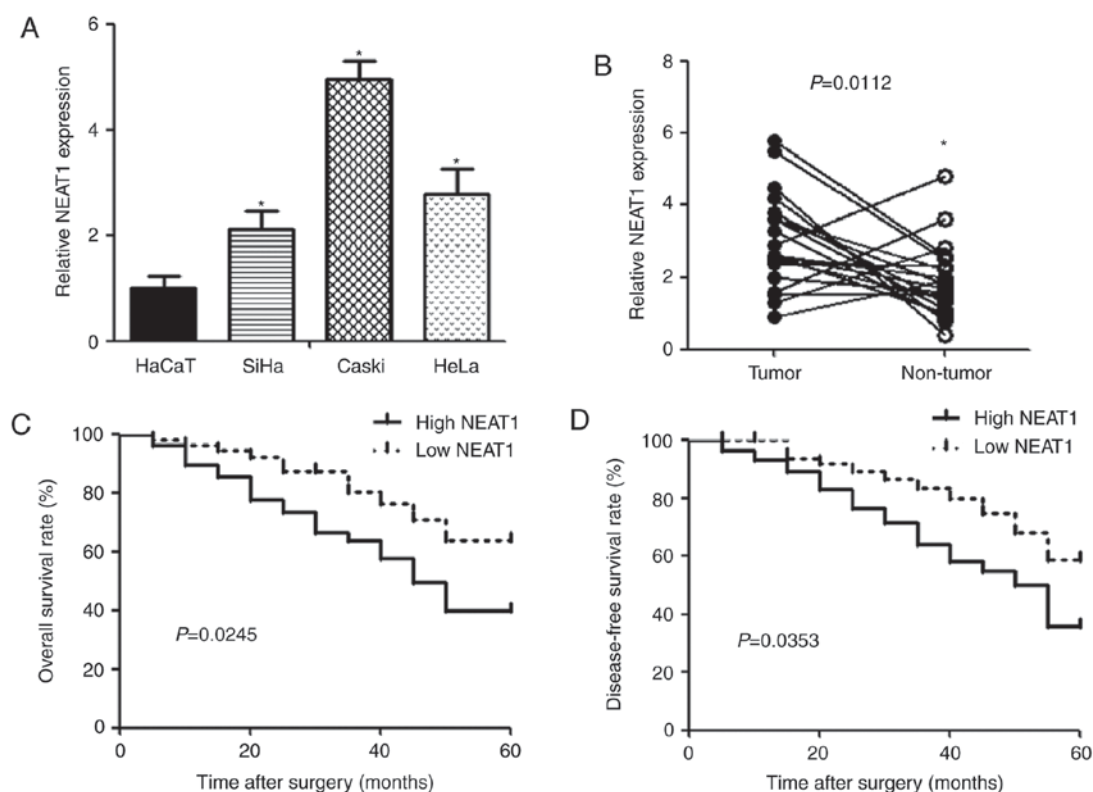 A
Relative NEAT1 expression
6
4
2
0
*
*
*
HaCaT SiHa Caski HeLa
B
Relative NEAT1 expression
8
6
4
2
0
P=0.0112
*
Tumor Non-tumor
C
High NEAT1
Low NEAT1
Overall survival rate (%)
100
80
60
40
20
0
P=0.0245
0 20 40 60
Time after surgery (months)
D
High NEAT1
Low NEAT1
Disease-free survival rate (%)
100
80
60
40
20
0
P=0.0353
0 20 40 60
Time after surgery (months)